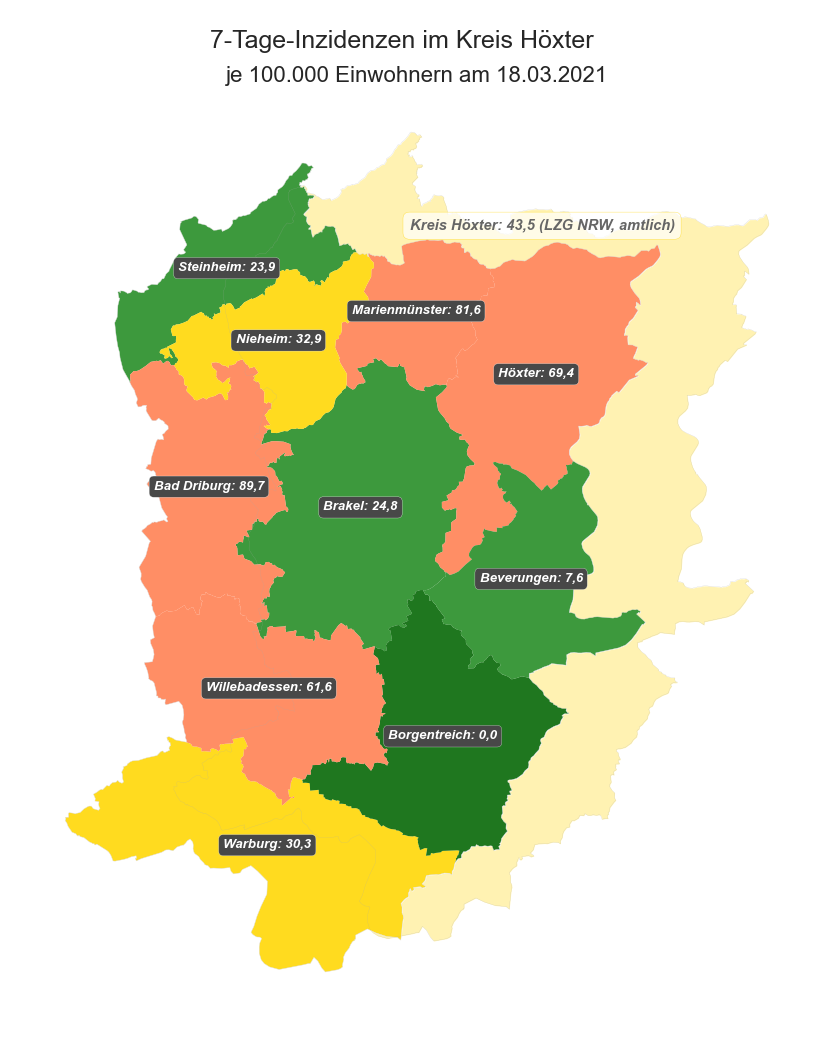 7-Tage-Inzidenzen im Kreis Höxter
je 100.000 Einwohnern am 18.03.2021
Kreis Höxter: 43,5 (LZG NRW, amtlich)
Steinheim: 23,9
Marienmünster: 81,6
Nieheim: 32,9
Höxter: 69,4
Bad Driburg: 89,7
Brakel: 24,8
Beverungen: 7,6
Willebadessen: 61,6
Borgentreich: 0,0
Warburg: 30,3